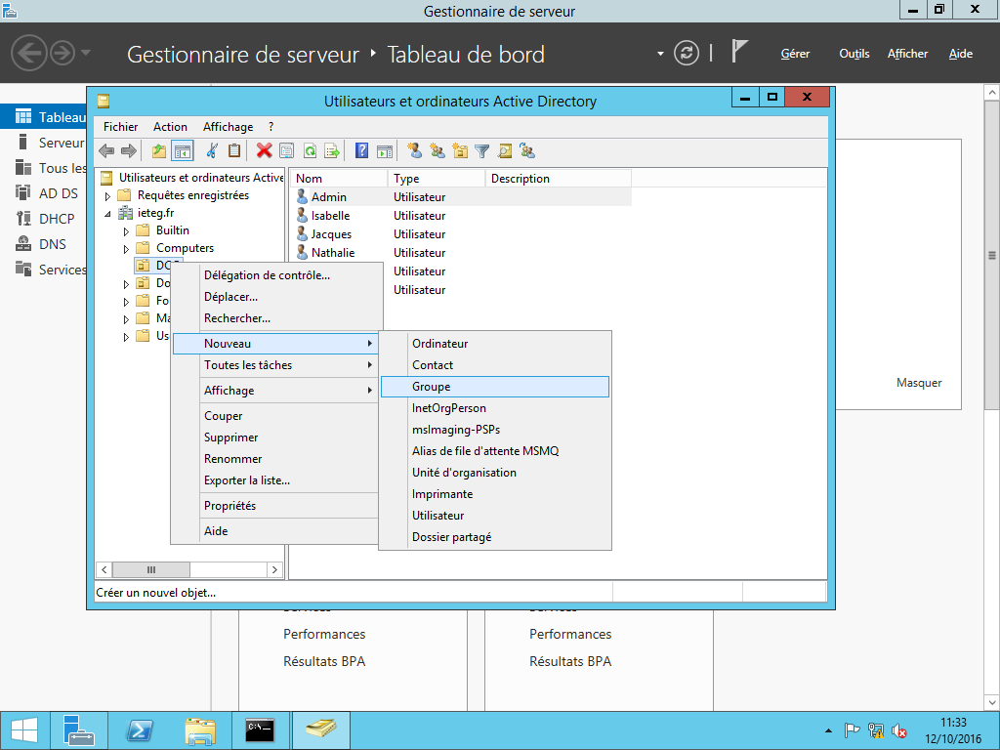 Gestionnaire de serveur
Gestionnaire de serveur ‣ Tableau de bord
Gérer Outils Afficher Aide
Tableau
Serveur
Tous les
AD DS
DHCP
DNS
Services
Utilisateurs et ordinateurs Active Directory
Fichier Action Affichage ?
Utilisateurs et ordinateurs Active
Requêtes enregistrées
ieteg.fr
Builtin
Computers
Do
Fo
Ma
Us
Nom Type Description
Admin Utilisateur
Isabelle Utilisateur
Jacques Utilisateur
Nathalie Utilisateur
Utilisateur
Utilisateur
Délégation de contrôle...
Déplacer...
Rechercher...
Nouveau
Toutes les tâches
Affichage
Couper
Supprimer
Renommer
Exporter la liste...
Propriétés
Aide
Ordinateur
Contact
Groupe
InetOrgPerson
msImaging-PSPs
Alias de file d'attente MSMQ
Unité d'organisation
Imprimante
Utilisateur
Dossier partagé
Créer un nouvel objet...
Masquer
Performances
Résultats BPA
Performances
Résultats BPA
11:33
12/10/2016